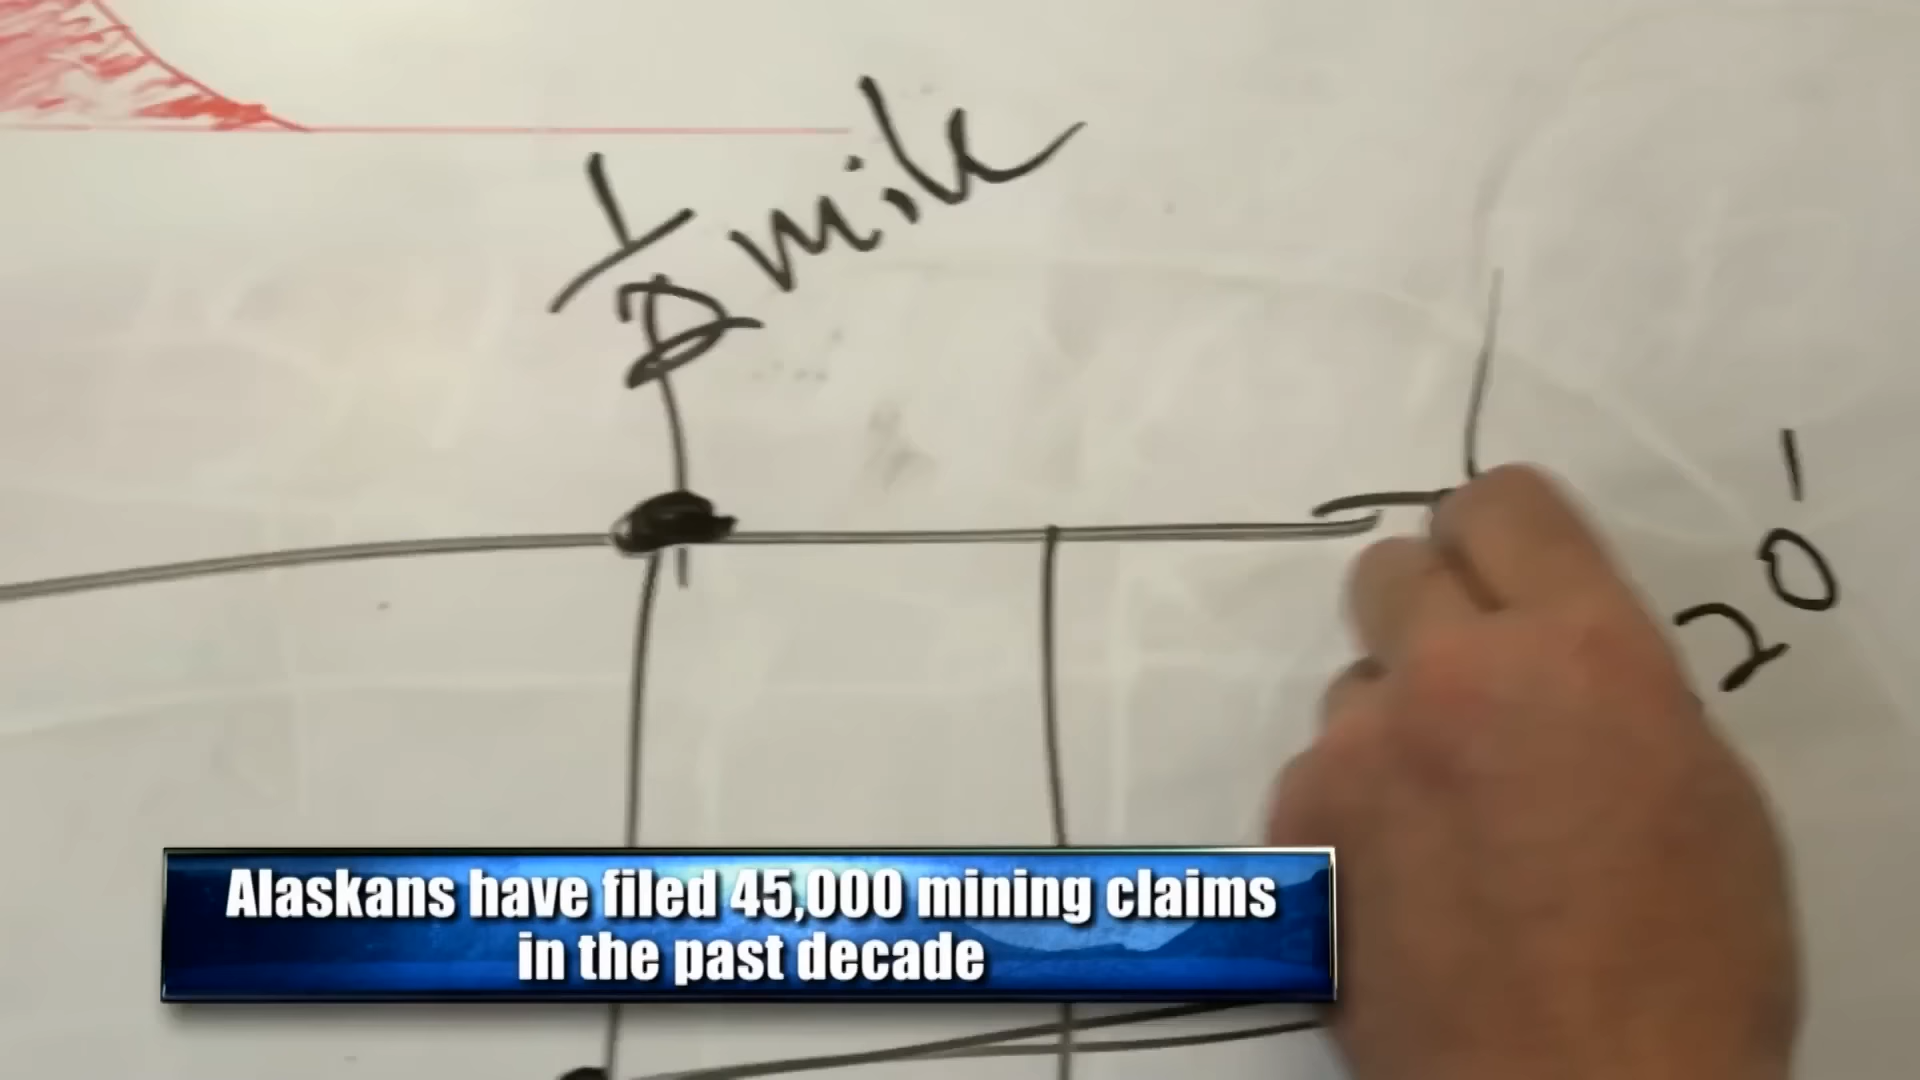 1/2 mile
20'
Alaskans have filed 45,000 mining claims
in the past decade